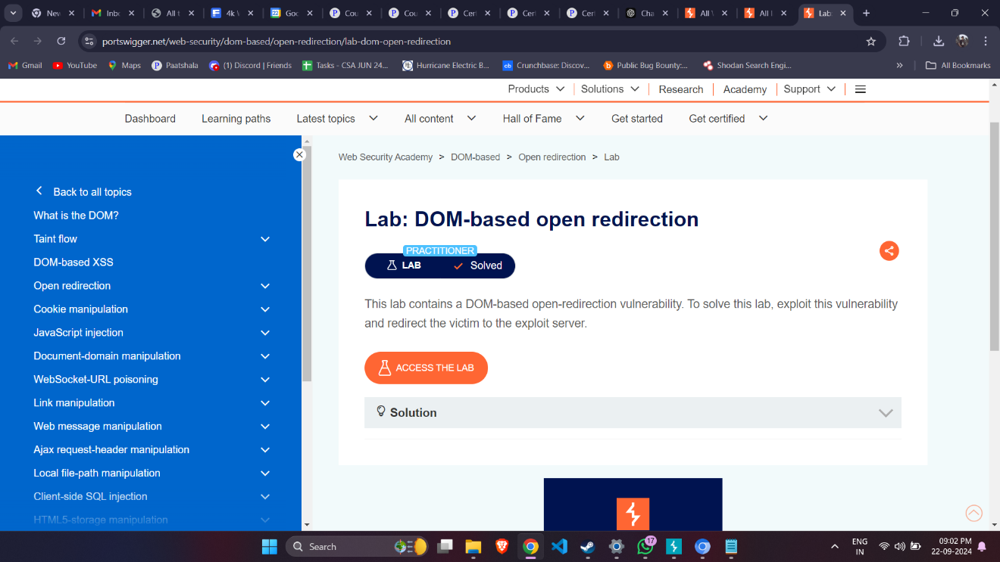 New
Inbo
All t
4k V
Goo
Cou
Cou
Cert
Cert
Cert
Cha
All V
All l
Lab:
portswigger.net/web-security/dom-based/open-redirection/lab-dom-open-redirection
Gmail
YouTube
Maps
Paatshala
(1) Discord | Friends
Tasks - CSA JUN 24...
Hurricane Electric B...
Crunchbase: Discov...
Public Bug Bounty:...
Shodan Search Engi...
All Bookmarks
Products
Solutions
Research
Academy
Support
Dashboard
Learning paths
Latest topics
All content
Hall of Fame
Get started
Get certified
Back to all topics
What is the DOM?
Taint flow
DOM-based XSS
Open redirection
Cookie manipulation
JavaScript injection
Document-domain manipulation
WebSocket-URL poisoning
Link manipulation
Web message manipulation
Ajax request-header manipulation
Local file-path manipulation
Client-side SQL injection
HTML5-storage manipulation
Web Security Academy > DOM-based > Open redirection > Lab
Lab: DOM-based open redirection
PRACTITIONER
LAB Solved
This lab contains a DOM-based open-redirection vulnerability. To solve this lab, exploit this vulnerability
and redirect the victim to the exploit server.
ACCESS THE LAB
Solution
Search
17
ENG
IN
09:02 PM
22-09-2024